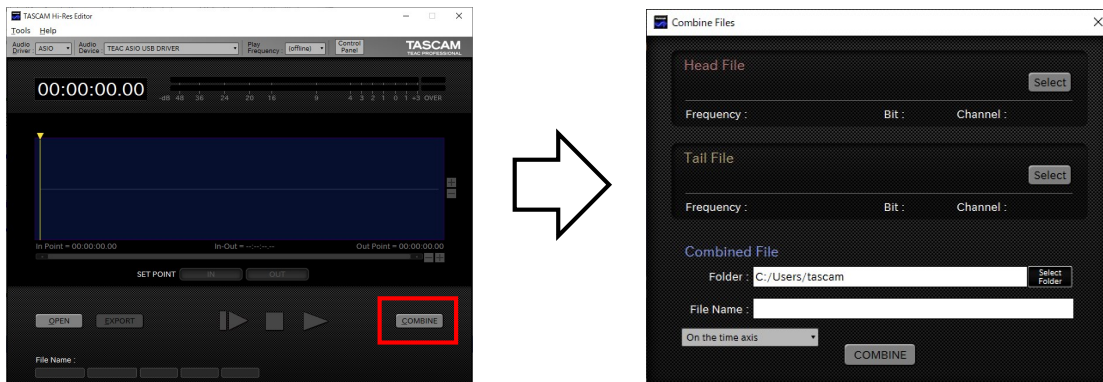 TASCAM Hi-Res Editor
Tools Help
Audio Driver : ASIO Audio Device : TEAC ASIO USB DRIVER Play Frequency : (offline) Control Panel TASCAM
TEAC PROFESSIONAL
00:00:00.00
-dB 48 36 24 20 16 9 4 3 2 1 0 1 +3 OVER
In Point = 00:00:00.00 In-Out = --:--:--.-- Out Point = 00:00:00.00
SET POINT IN OUT
OPEN EXPORT COMBINE
File Name :
Combine Files
Head File
Select
Frequency : Bit : Channel :
Tail File
Select
Frequency : Bit : Channel :
Combined File
Folder : C:/Users/tascam Select Folder
File Name :
On the time axis
COMBINE